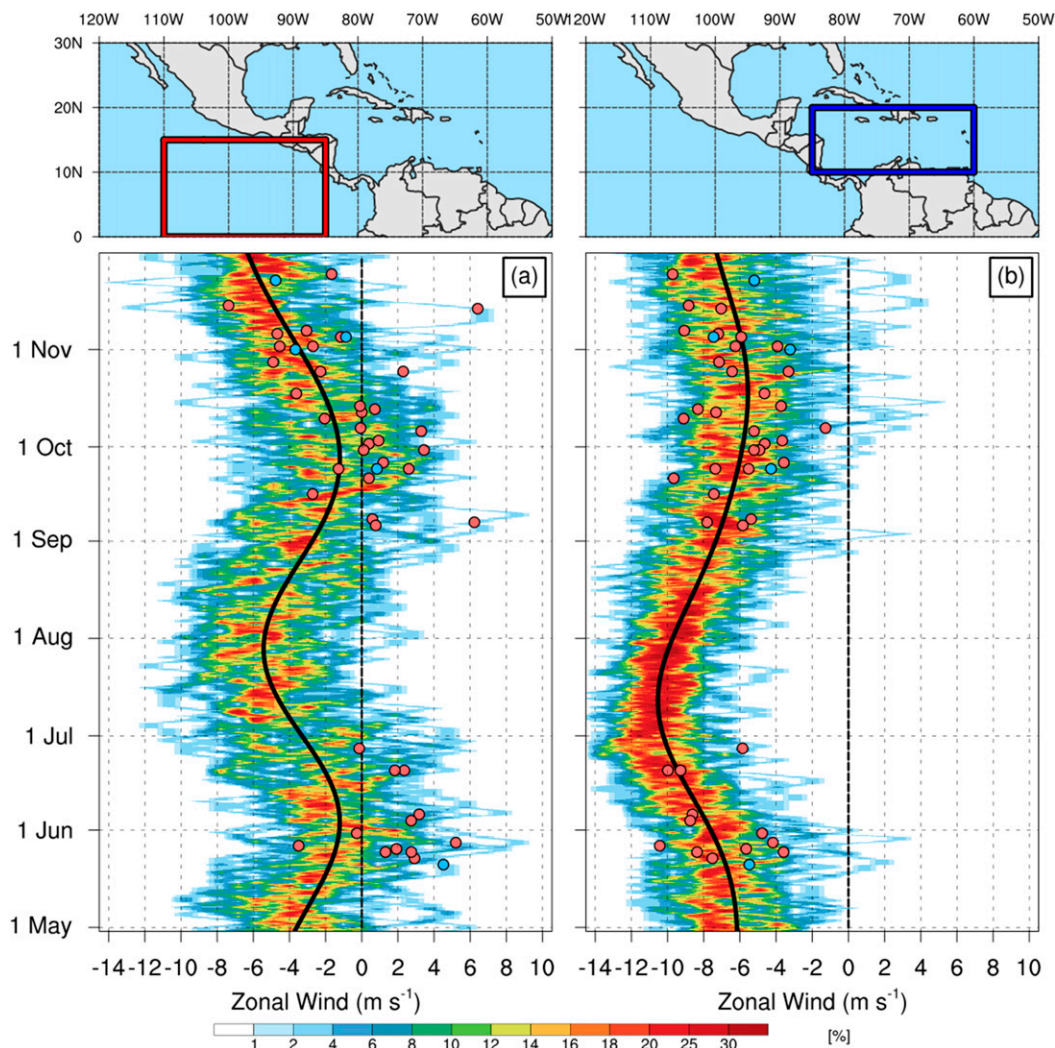 120W 110W 100W 90W 80W 70W 60W 50W 120W 110W 100W 90W 80W 70W 60W 50W
30N
20N
10N
0
(a) (b)
1 Nov
1 Oct
1 Sep
1 Aug
1 Jul
1 Jun
1 May
-14 -12 -10 -8 -6 -4 -2 0 2 4 6 8 10 -14 -12 -10 -8 -6 -4 -2 0 2 4 6 8 10
Zonal Wind (m s⁻¹) Zonal Wind (m s⁻¹)
1 2 4 6 8 10 12 14 16 18 20 25 30 [%]